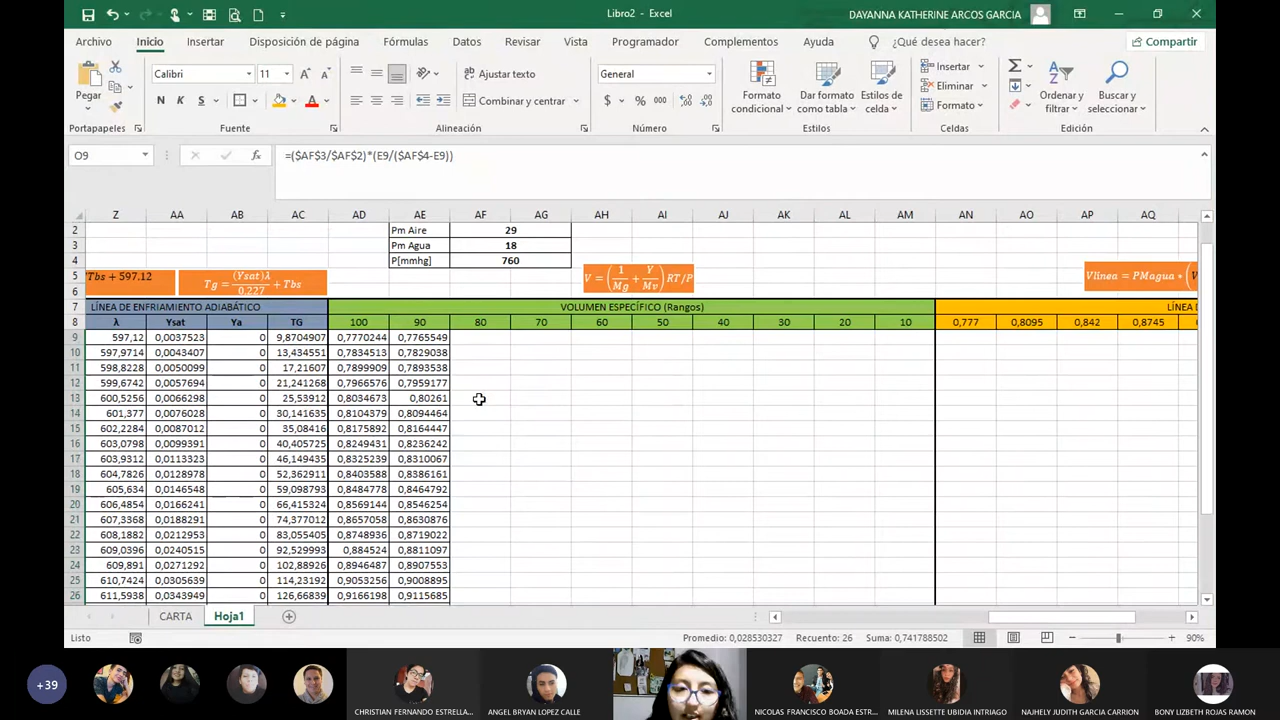 Libro2 - Excel
DAYANNA KATHERINE ARCOS GARCIA
Archivo Inicio Insertar Disposición de página Fórmulas Datos Revisar Vista Programador Complementos Ayuda ¿Qué desea hacer? Compartir
Pegar
Calibri 11
N K S
Ajustar texto
Combinar y centrar
General
$ % 000
Formato condicional
Dar formato como tabla
Estilos de celda
Insertar
Eliminar
Formato
Ordenar y filtrar
Buscar y seleccionar
Portapapeles Fuente Alineación Número Estilos Celdas Edición
O9 fx =($AF$3/$AF$2)*(E9/($AF$4-E9))
Z AA AB AC AD AE AF AG AH AI AJ AK AL AM AN AO AP AQ
2 Pm Aire 29
3 Pm Agua 18
4 P[mmhg] 760
5
6
Tbs + 597.12
Tg = (Ysat)λ / 0.227 + Tbs
V = (1/Mg + Y/Mv) RT/P
Vlínea = PMagua * (
7 LÍNEA DE ENFRIAMIENTO ADIABÁTICO VOLUMEN ESPECÍFICO (Rangos) LÍNEA D
8 λ Ysat Ya TG 100 90 80 70 60 50 40 30 20 10 0,777 0,8095 0,842 0,8745
9 597,12 0,0037523 0 9,8704907 0,7770244 0,7765549
10 597,9714 0,0043407 0 13,434551 0,7834513 0,7829038
11 598,8228 0,0050099 0 17,21607 0,7899909 0,7893538
12 599,6742 0,0057694 0 21,241268 0,7966576 0,7959177
13 600,5256 0,0066298 0 25,53912 0,8034673 0,80261
14 601,377 0,0076028 0 30,141635 0,8104379 0,8094464
15 602,2284 0,0087012 0 35,08416 0,8175892 0,8164447
16 603,0798 0,0099391 0 40,405725 0,8249431 0,8236242
17 603,9312 0,0113323 0 46,149435 0,8325239 0,8310067
18 604,7826 0,0128978 0 52,362911 0,8403588 0,8386161
19 605,634 0,0146548 0 59,098793 0,8484778 0,8464792
20 606,4854 0,0166241 0 66,415324 0,8569144 0,8546254
21 607,3368 0,0188291 0 74,377012 0,8657058 0,8630876
22 608,1882 0,0212953 0 83,055405 0,8748936 0,8719022
23 609,0396 0,0240515 0 92,529993 0,884524 0,8811097
24 609,891 0,0271292 0 102,88926 0,8946487 0,8907553
25 610,7424 0,0305639 0 114,23192 0,9053256 0,9008895
26 611,5938 0,0343949 0 126,66839 0,9166198 0,9115685
CARTA Hoja1
Listo Promedio: 0,028530327 Recuento: 26 Suma: 0,741788502 90%
+39
CHRISTIAN FERNANDO ESTRELLA...
ANGEL BRYAN LOPEZ CALLE
NICOLAS FRANCISCO BOADA ESTR...
MILENA LISSETTE UBIDIA INTRIAGO
NAJHELY JUDITH GARCIA CARRION
BONY LIZBETH ROJAS RAMON